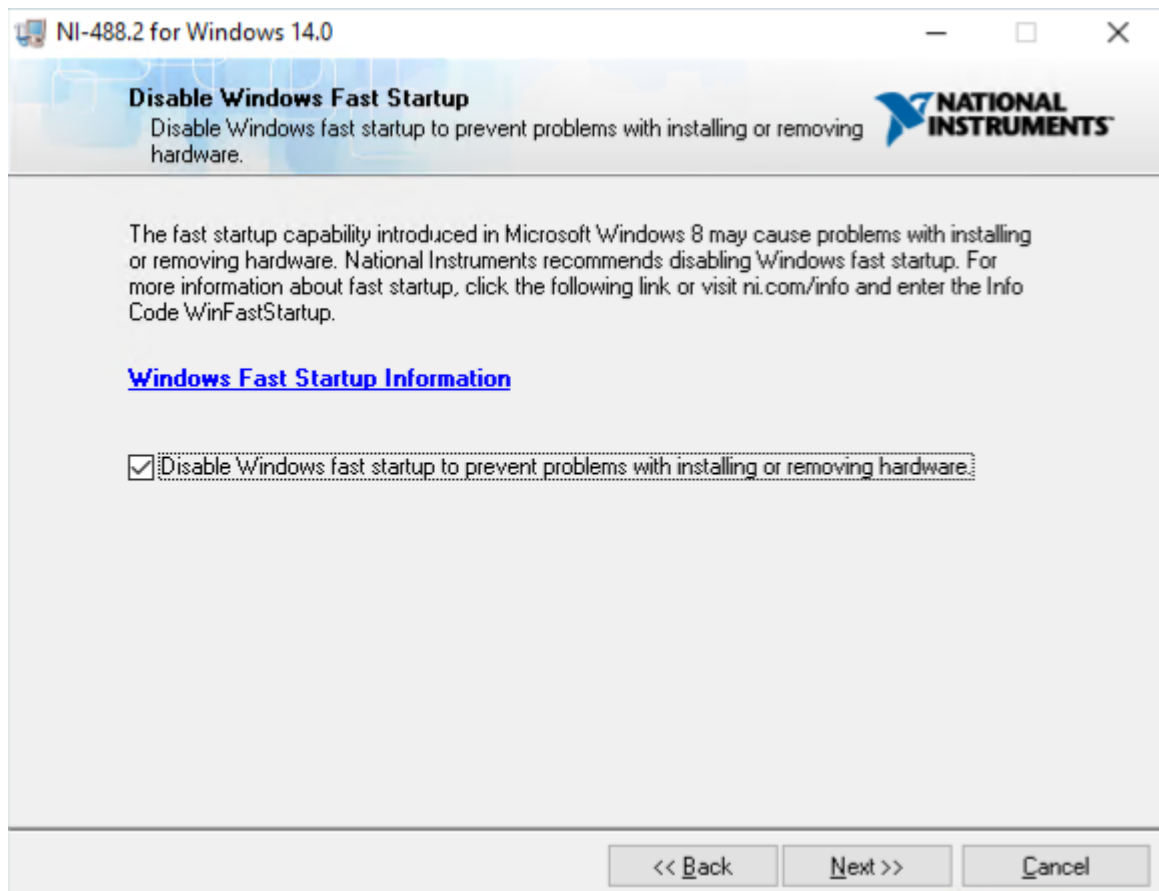 NI-488.2 for Windows 14.0
Disable Windows Fast Startup
Disable Windows fast startup to prevent problems with installing or removing
hardware.
NATIONAL
INSTRUMENTS™
The fast startup capability introduced in Microsoft Windows 8 may cause problems with installing
or removing hardware. National Instruments recommends disabling Windows fast startup. For
more information about fast startup, click the following link or visit ni.com/info and enter the Info
Code WinFastStartup.
Windows Fast Startup Information
Disable Windows fast startup to prevent problems with installing or removing hardware.
<< Back
Next >>
Cancel